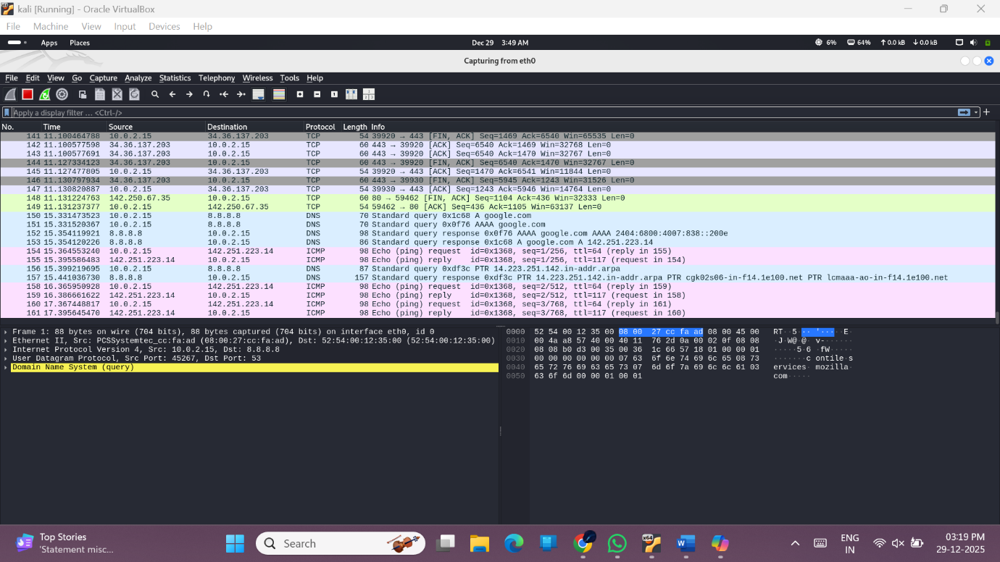 kali [Running] - Oracle VirtualBox
File Machine View Input Devices Help
Apps Places Dec 29 3:49 AM 6% 64% 0.0 kB 0.0 kB
Capturing from eth0
File Edit View Go Capture Analyze Statistics Telephony Wireless Tools Help
Apply a display filter … <Ctrl-/>
No. Time Source Destination Protocol Length Info
141 11.100464788 10.0.2.15 34.36.137.203 TCP 54 39920 → 443 [FIN, ACK] Seq=1469 Ack=6540 Win=65535 Len=0
142 11.100577598 34.36.137.203 10.0.2.15 TCP 60 443 → 39920 [ACK] Seq=6540 Ack=1469 Win=32768 Len=0
143 11.100577691 34.36.137.203 10.0.2.15 TCP 60 443 → 39920 [ACK] Seq=6540 Ack=1470 Win=32767 Len=0
144 11.127334123 34.36.137.203 10.0.2.15 TCP 60 443 → 39920 [FIN, ACK] Seq=6540 Ack=1470 Win=32767 Len=0
145 11.127477805 10.0.2.15 34.36.137.203 TCP 54 39920 → 443 [ACK] Seq=1470 Ack=6541 Win=11844 Len=0
146 11.130797934 34.36.137.203 10.0.2.15 TCP 60 443 → 39930 [FIN, ACK] Seq=5945 Ack=1243 Win=31526 Len=0
147 11.130820887 10.0.2.15 34.36.137.203 TCP 54 39930 → 443 [ACK] Seq=1243 Ack=5946 Win=14764 Len=0
148 11.131224763 142.250.67.35 10.0.2.15 TCP 60 80 → 59462 [FIN, ACK] Seq=1104 Ack=436 Win=32333 Len=0
149 11.131237377 10.0.2.15 142.250.67.35 TCP 54 59462 → 80 [ACK] Seq=436 Ack=1105 Win=63137 Len=0
150 15.331473523 10.0.2.15 8.8.8.8 DNS 70 Standard query 0x1c68 A google.com
151 15.331520367 10.0.2.15 8.8.8.8 DNS 70 Standard query 0x0f76 AAAA google.com
152 15.354119921 8.8.8.8 10.0.2.15 DNS 98 Standard query response 0x0f76 AAAA google.com AAAA 2404:6800:4007:838::200e
153 15.354120226 8.8.8.8 10.0.2.15 DNS 86 Standard query response 0x1c68 A google.com A 142.251.223.14
154 15.364553240 10.0.2.15 142.251.223.14 ICMP 98 Echo (ping) request id=0x1368, seq=1/256, ttl=64 (reply in 155)
155 15.395586483 142.251.223.14 10.0.2.15 ICMP 98 Echo (ping) reply id=0x1368, seq=1/256, ttl=117 (request in 154)
156 15.399219695 10.0.2.15 8.8.8.8 DNS 87 Standard query 0xdf3c PTR 14.223.251.142.in-addr.arpa
157 15.441036730 8.8.8.8 10.0.2.15 DNS 157 Standard query response 0xdf3c PTR 14.223.251.142.in-addr.arpa PTR cgk02s06-in-f14.1e100.net PTR lcmaaa-ao-in-f14.1e100.net
158 16.365950928 10.0.2.15 142.251.223.14 ICMP 98 Echo (ping) request id=0x1368, seq=2/512, ttl=64 (reply in 159)
159 16.386661622 142.251.223.14 10.0.2.15 ICMP 98 Echo (ping) reply id=0x1368, seq=2/512, ttl=117 (request in 158)
160 17.367448817 10.0.2.15 142.251.223.14 ICMP 98 Echo (ping) request id=0x1368, seq=3/768, ttl=64 (reply in 161)
161 17.395645470 142.251.223.14 10.0.2.15 ICMP 98 Echo (ping) reply id=0x1368, seq=3/768, ttl=117 (request in 160)
Frame 1: 88 bytes on wire (704 bits), 88 bytes captured (704 bits) on interface eth0, id 0
Ethernet II, Src: PCSSystemtec_cc:fa:ad (08:00:27:cc:fa:ad), Dst: 52:54:00:12:35:00 (52:54:00:12:35:00)
Internet Protocol Version 4, Src: 10.0.2.15, Dst: 8.8.8.8
User Datagram Protocol, Src Port: 45267, Dst Port: 53
Domain Name System (query)
0000 52 54 00 12 35 00 08 00 27 cc fa ad 08 00 45 00 RT··5···'·····E·
0010 00 4a a8 57 40 00 40 11 76 2d 0a 00 02 0f 08 08 ·J·W@·@·v-······
0020 08 08 b0 d3 00 35 00 36 1c 66 57 18 01 00 00 01 ·····5·6·fW·····
0030 00 00 00 00 00 00 07 63 6f 6e 74 69 6c 65 08 73 ·······contile·s
0040 65 72 76 69 63 65 73 07 6d 6f 7a 69 6c 6c 61 03 ervices·mozilla·
0050 63 6f 6d 00 00 01 00 01 com·····
Top Stories
'Statement misc...
Search
ENG
IN
03:19 PM
29-12-2025